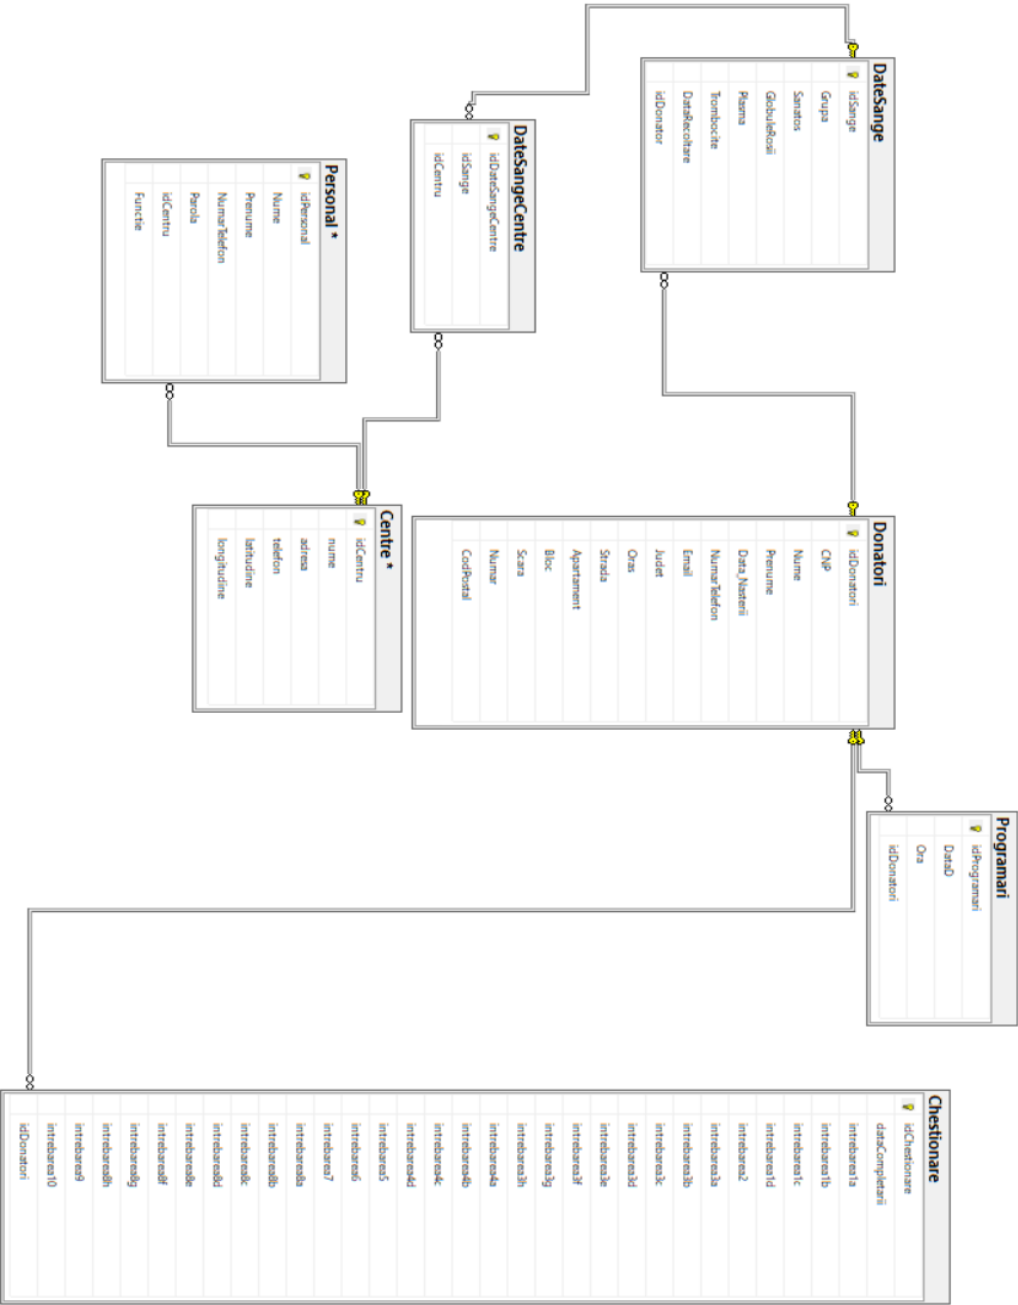 DateSange
idSange
Grupa
Sanatos
GlobuleRosii
Plasma
Trombocite
DataRecoltare
idDonator
DateSangeCentre
idDateSangeCentre
idSange
idCentru
Personal *
idPersonal
Nume
Prenume
NumarTelefon
Parola
idCentru
Functie
Donatori
idDonatori
CNP
Nume
Prenume
Data_Nasterii
NumarTelefon
Email
Judet
Oras
Strada
Apartament
Bloc
Scara
Numar
CodPostal
Centre *
idCentru
nume
adresa
telefon
latitudine
longitudine
Programari
idProgramari
DataD
Ora
idDonatori
Chestionare
idChestionare
dataCompletarii
intrebarea1a
intrebarea1b
intrebarea1c
intrebarea1d
intrebarea2
intrebarea3a
intrebarea3b
intrebarea3c
intrebarea3d
intrebarea3e
intrebarea3f
intrebarea3g
intrebarea3h
intrebarea4a
intrebarea4b
intrebarea4c
intrebarea4d
intrebarea5
intrebarea6
intrebarea7
intrebarea8a
intrebarea8b
intrebarea8c
intrebarea8d
intrebarea8e
intrebarea8f
intrebarea8g
intrebarea8h
intrebarea9
intrebarea10
idDonatori